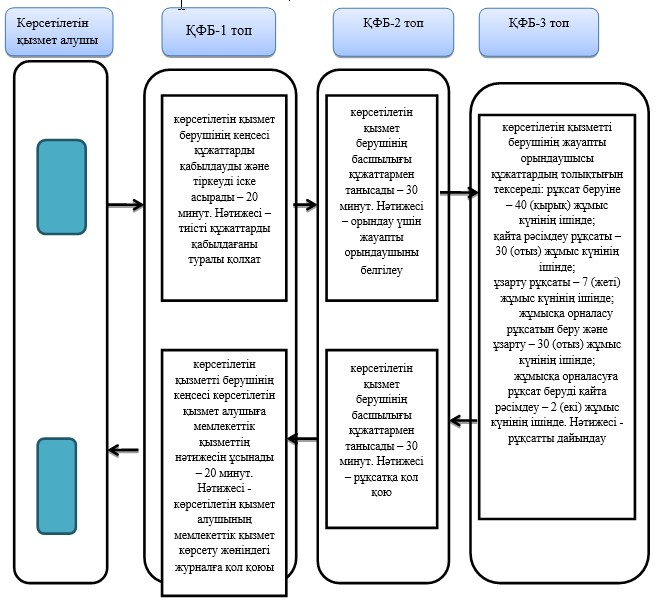 Көрсетілетін
қызмет алушы
ҚФБ-1 топ
ҚФБ-2 топ
ҚФБ-3 топ
көрсетілетін қызмет
берушінің кеңсесі
құжаттарды
қабылдауды және
тіркеуді іске
асырады – 20
минут. Нәтижесі –
тиісті құжаттарды
қабылдағаны
туралы қолхат
көрсетілетін
қызмет
берушінің
басшылығы
құжаттармен
танысады – 30
минут. Нәтижесі
– орындау үшін
жауапты
орындаушыны
белгілеу
көрсетілетін қызметті
берушінің жауапты
орындаушысы
құжаттардың толықтығын
тексереді: рұқсат беруіне
– 40 (қырық) жұмыс
күнінің ішінде;
қайта рәсімдеу рұқсаты –
30 (отыз) жұмыс күнінің
ішінде;
ұзарту рұқсаты – 7 (жеті)
жұмыс күнінің ішінде;
жұмысқа орналасу
рұқсатын беру және
ұзарту – 30 (отыз) жұмыс
күнінің ішінде;
жұмысқа орналасуға
рұқсат беруді қайта
рәсімдеу – 2 (екі) жұмыс
күнінің ішінде. Нәтижесі -
рұқсатты дайындау
көрсетілетін
қызметті берушінің
кеңсесі көрсетілетін
қызмет алушыға
мемлекеттік
қызметтің
нәтижесін ұсынады
– 20 минут.
Нәтижесі -
көрсетілетін қызмет
алушының
мемлекеттік қызмет
көрсету жөніндегі
журналға қол қоюы
көрсетілетін
қызмет
берушінің
басшылығы
құжаттармен
танысады – 30
минут. Нәтижесі
– рұқсатқа қол
қою